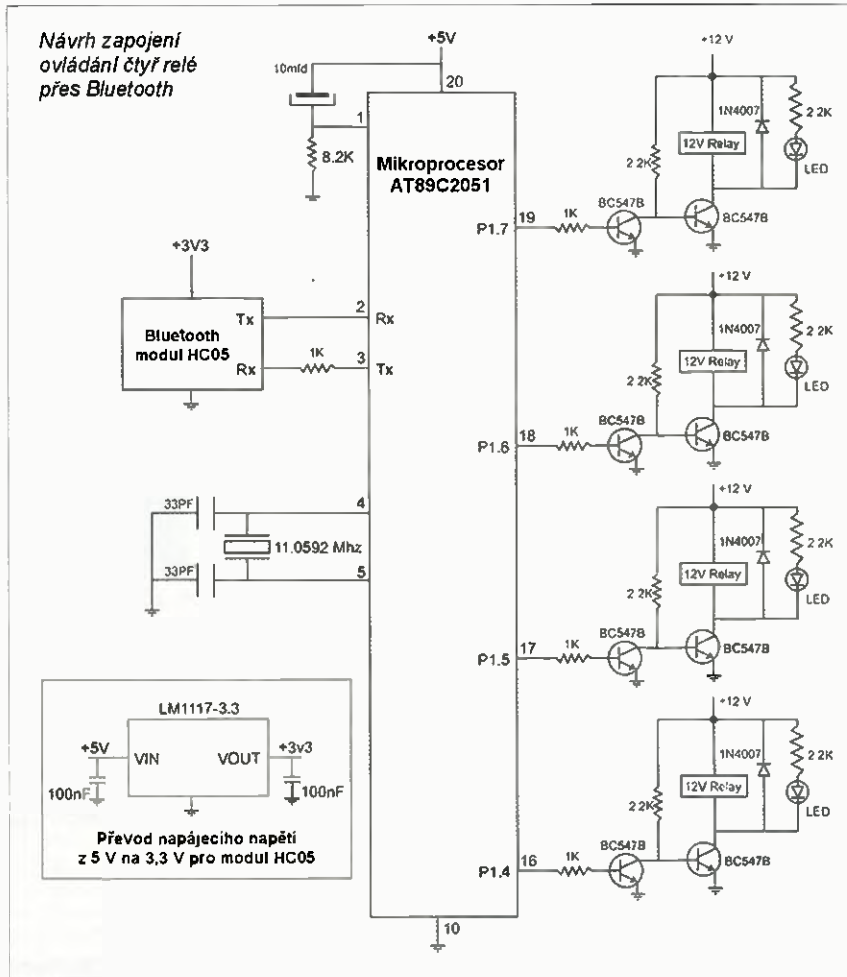 Návrh zapojení
ovládání čtyř relé
přes Bluetooth
+5V
10mfd
20
1
8.2K
Mikroprocesor
AT89C2051
+3V3
Bluetooth
modul HC05
Tx
Rx
1K
2
Rx
3
Tx
33PF
4
11.0592 Mhz
33PF
5
LM1117-3.3
+5V
VIN
VOUT
+3v3
100nF
100nF
Převod napájecího napětí
z 5 V na 3,3 V pro modul HC05
10
P1.7
19
1K
BC547B
2 2K
+12 V
1N4007
12V Relay
2 2K
LED
BC547B
P1.6
18
1K
BC547B
2 2K
+12 V
1N4007
12V Relay
2 2K
LED
BC547B
P1.5
17
1K
BC547B
2 2K
+12 V
1N4007
12V Relay
2 2K
LED
BC547B
P1.4
16
1K
BC547B
2 2K
+12 V
1N4007
12V Relay
2 2K
LED
BC547B